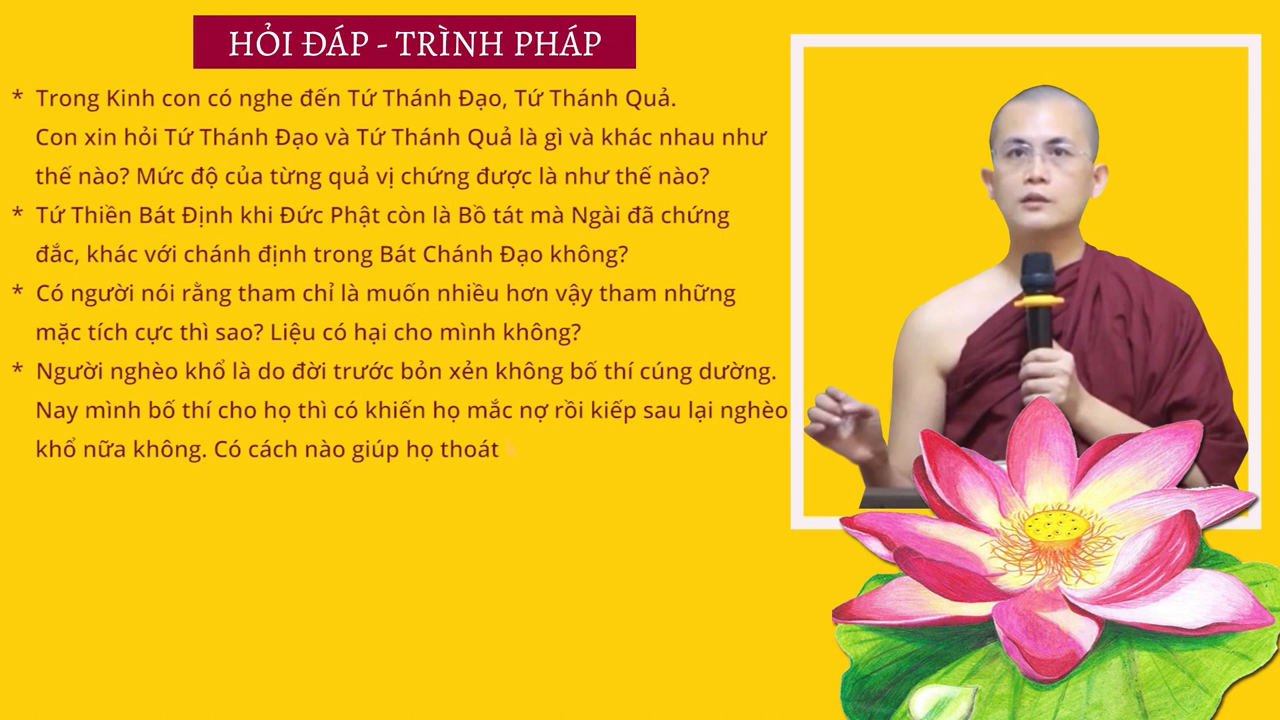 HỎI ĐÁP - TRÌNH PHÁP
* Trong Kinh con có nghe đến Tứ Thánh Đạo, Tứ Thánh Quả.
Con xin hỏi Tứ Thánh Đạo và Tứ Thánh Quả là gì và khác nhau như
thế nào? Mức độ của từng quả vị chứng được là như thế nào?
* Tứ Thiền Bát Định khi Đức Phật còn là Bồ tát mà Ngài đã chứng
đắc, khác với chánh định trong Bát Chánh Đạo không?
* Có người nói rằng tham chỉ là muốn nhiều hơn vậy tham những
mặc tích cực thì sao? Liệu có hại cho mình không?
* Người nghèo khổ là do đời trước bỏn xẻn không bố thí cúng dường.
Nay mình bố thí cho họ thì có khiến họ mắc nợ rồi kiếp sau lại nghèo
khổ nữa không. Có cách nào giúp họ thoát